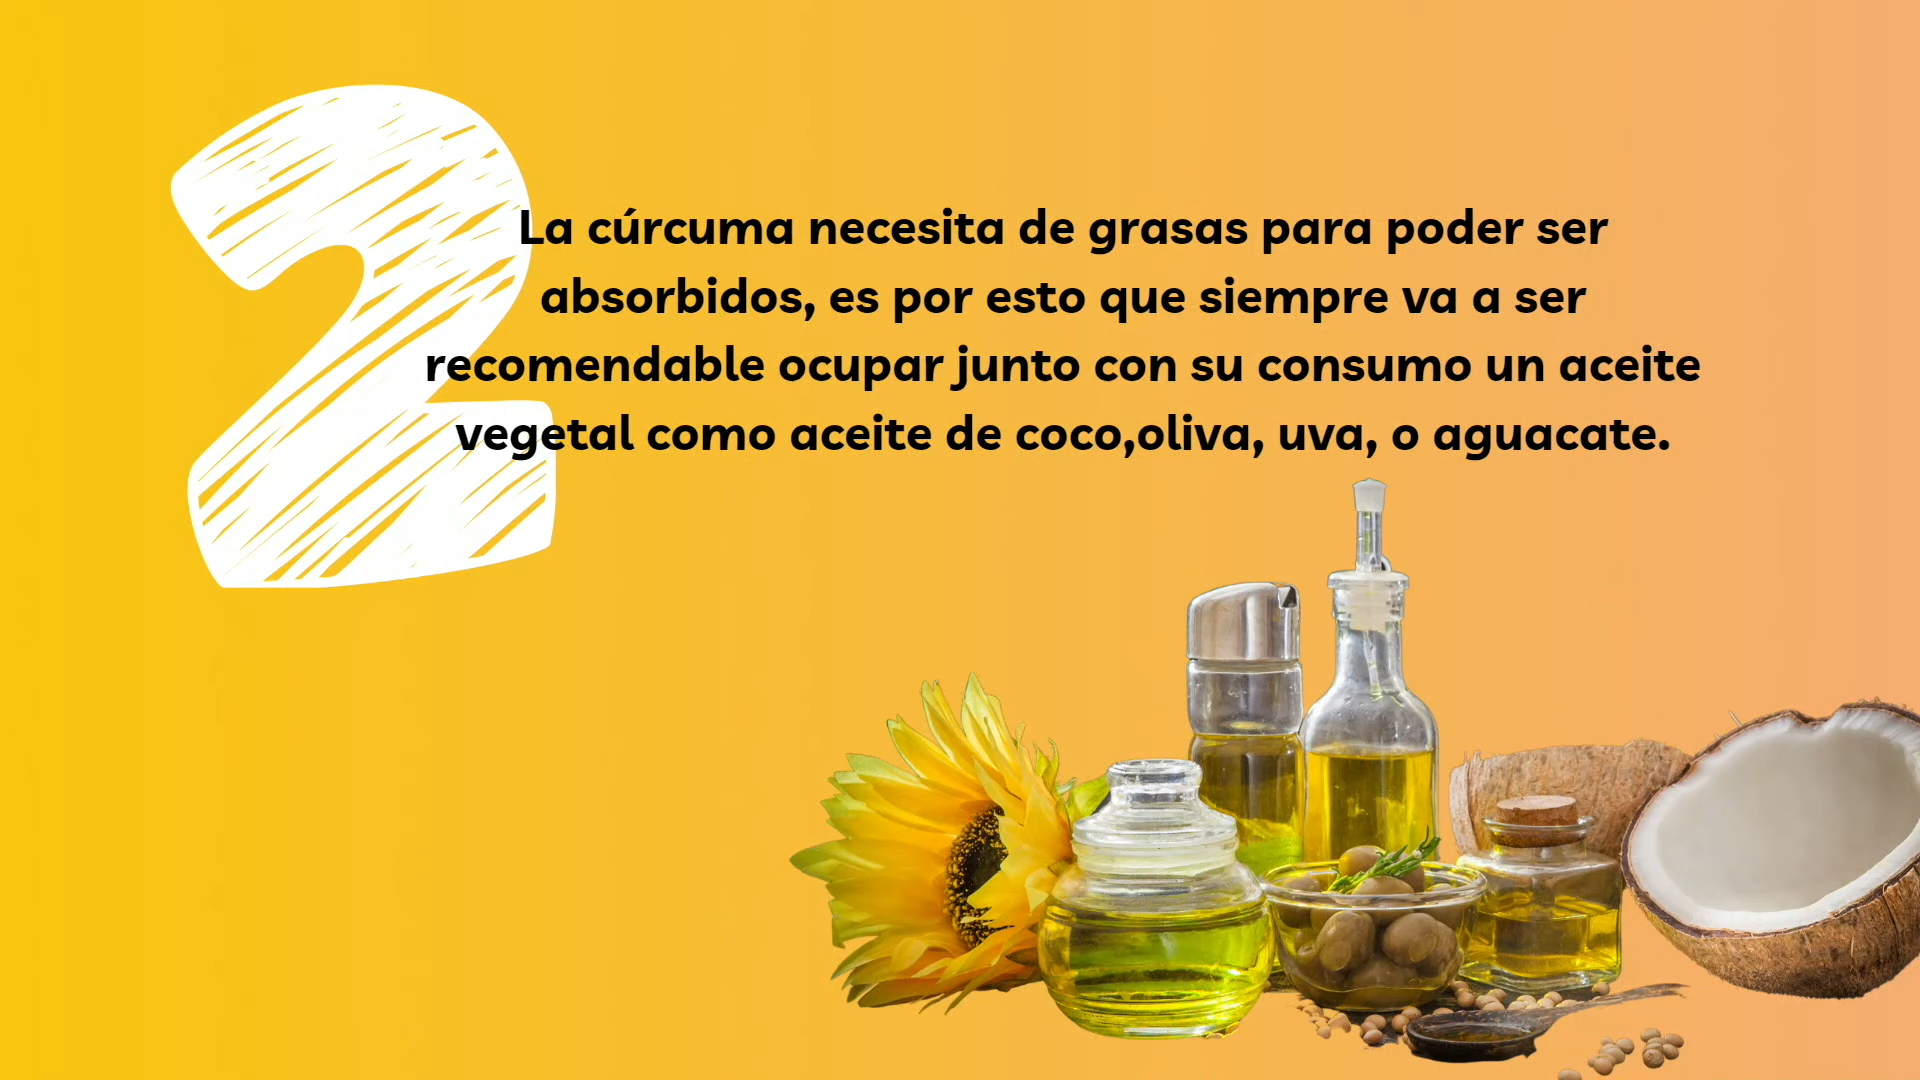 2
La cúrcuma necesita de grasas para poder ser
absorbidos, es por esto que siempre va a ser
recomendable ocupar junto con su consumo un aceite
vegetal como aceite de coco,oliva, uva, o aguacate.